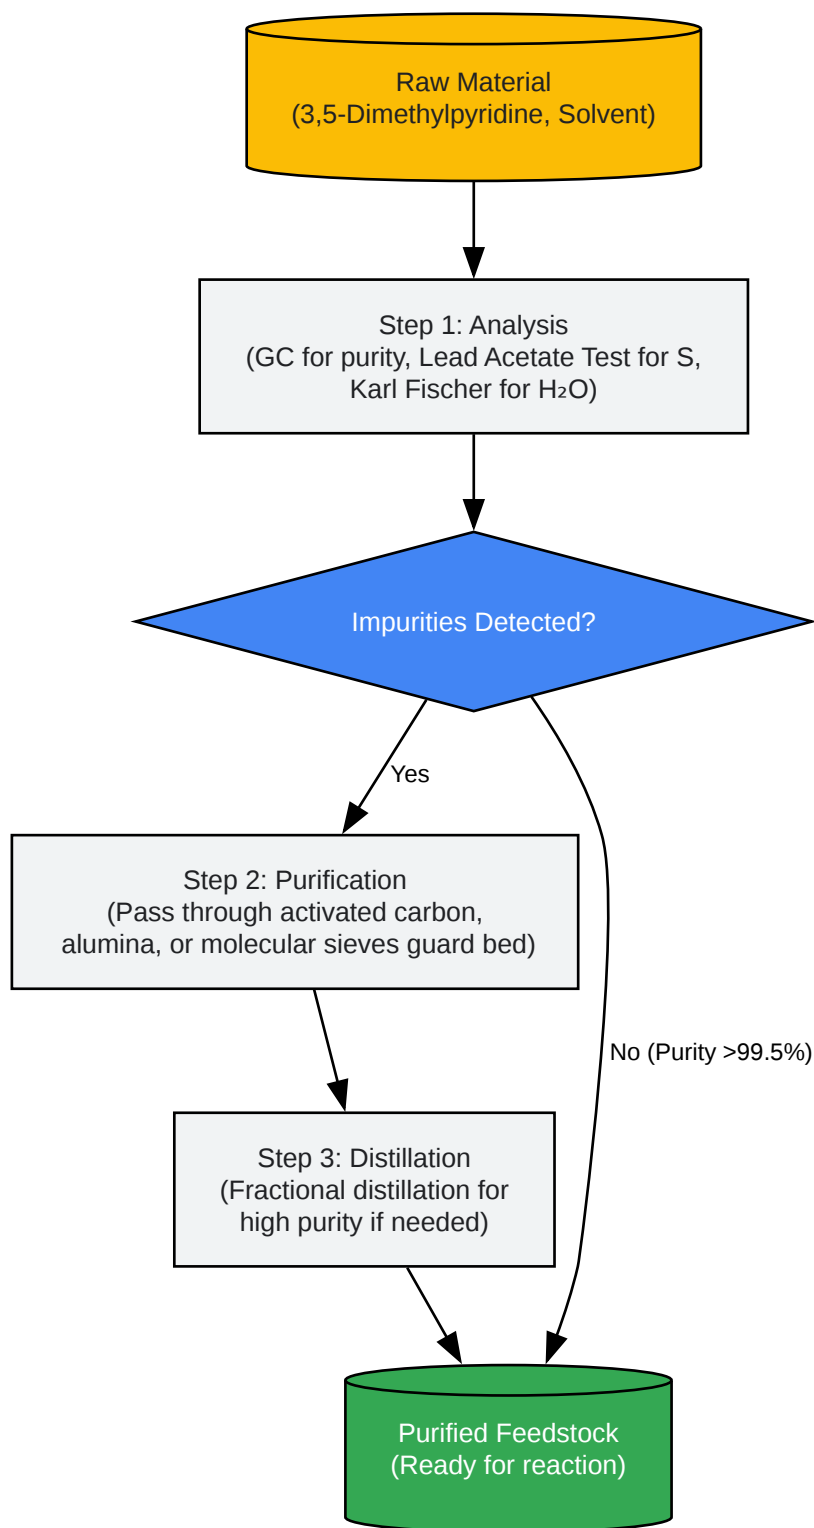 Raw Material
(3,5-Dimethylpyridine, Solvent)
Step 1: Analysis
(GC for purity, Lead Acetate Test for S,
Karl Fischer for H₂O)
Impurities Detected?
Yes
Step 2: Purification
(Pass through activated carbon,
alumina, or molecular sieves guard bed)
No (Purity >99.5%)
Step 3: Distillation
(Fractional distillation for
high purity if needed)
Purified Feedstock
(Ready for reaction)